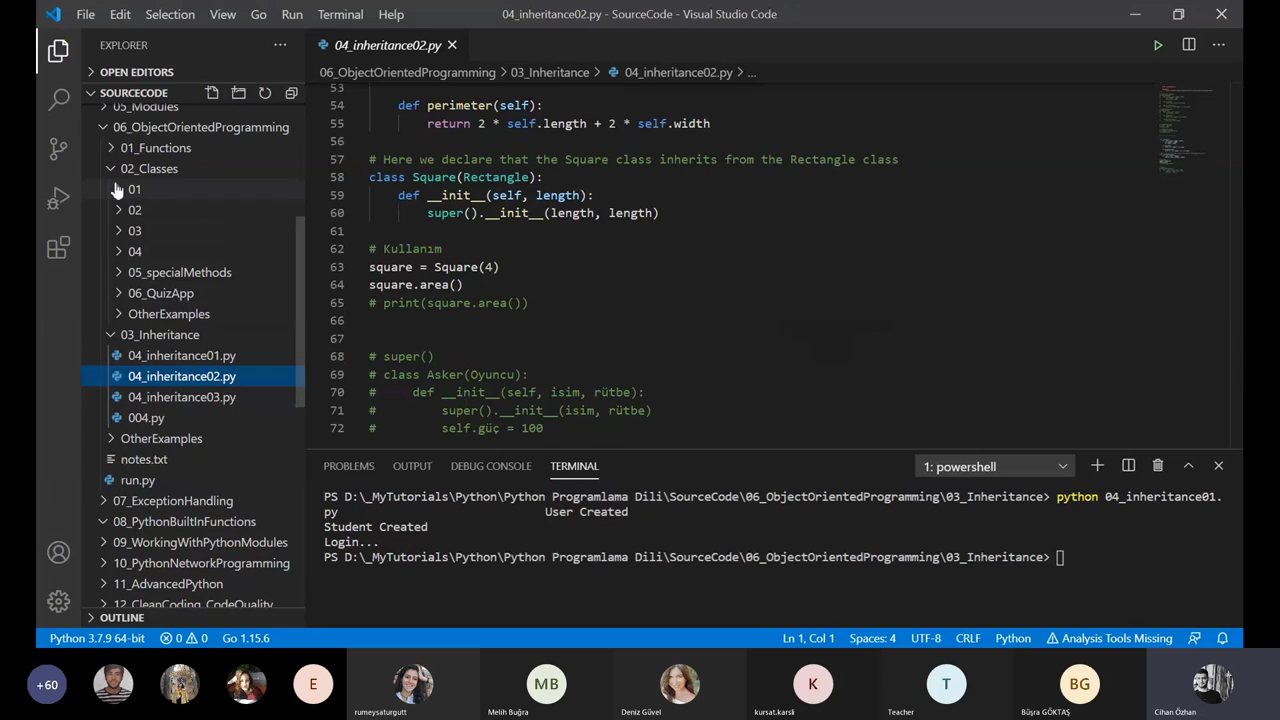 File Edit Selection View Go Run Terminal Help
04_inheritance02.py - SourceCode - Visual Studio Code
EXPLORER
OPEN EDITORS
SOURCECODE
05_Modules
06_ObjectOrientedProgramming
01_Functions
02_Classes
01
02
03
04
05_specialMethods
06_QuizApp
OtherExamples
03_Inheritance
04_inheritance01.py
04_inheritance02.py
04_inheritance03.py
004.py
OtherExamples
notes.txt
run.py
07_ExceptionHandling
08_PythonBuiltInFunctions
09_WorkingWithPythonModules
10_PythonNetworkProgramming
11_AdvancedPython
12_CleanCoding_CodeQuality
OUTLINE
04_inheritance02.py
06_ObjectOrientedProgramming > 03_Inheritance > 04_inheritance02.py > ...
53
54 def perimeter(self):
55 return 2 * self.length + 2 * self.width
56
57 # Here we declare that the Square class inherits from the Rectangle class
58 class Square(Rectangle):
59 def __init__(self, length):
60 super().__init__(length, length)
61
62 # Kullanım
63 square = Square(4)
64 square.area()
65 # print(square.area())
66
67
68 # super()
69 # class Asker(Oyuncu):
70 # def __init__(self, isim, rütbe):
71 # super().__init__(isim, rütbe)
72 # self.güç = 100
PROBLEMS OUTPUT DEBUG CONSOLE TERMINAL
1: powershell
PS D:\_MyTutorials\Python\Python Programlama Dili\SourceCode\06_ObjectOrientedProgramming\03_Inheritance> python 04_inheritance01.
py User Created
Student Created
Login...
PS D:\_MyTutorials\Python\Python Programlama Dili\SourceCode\06_ObjectOrientedProgramming\03_Inheritance>
Python 3.7.9 64-bit 0 0 Go 1.15.6
Ln 1, Col 1 Spaces: 4 UTF-8 CRLF Python Analysis Tools Missing
+60 E MB K T BG
rumeysaturgutt Melih Buğra Deniz Güvel kursat.karsli Teacher Büşra GÖKTAŞ Cihan Özhan